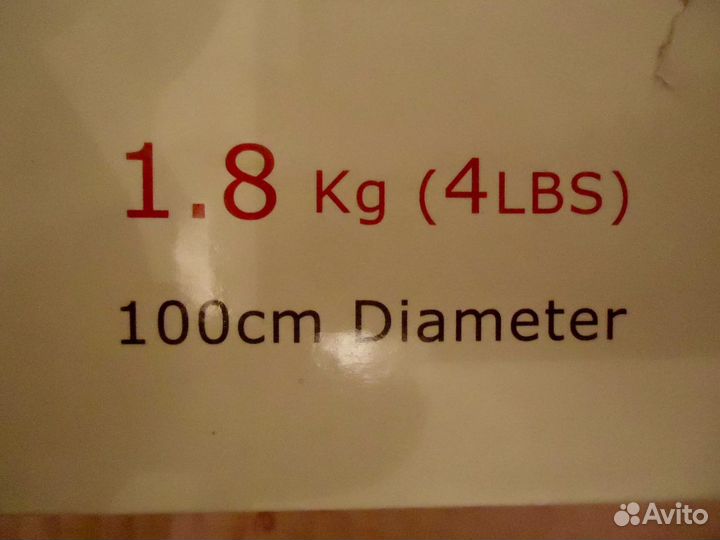 1.8 Kg (4LBS)
100cm Diameter
Avito